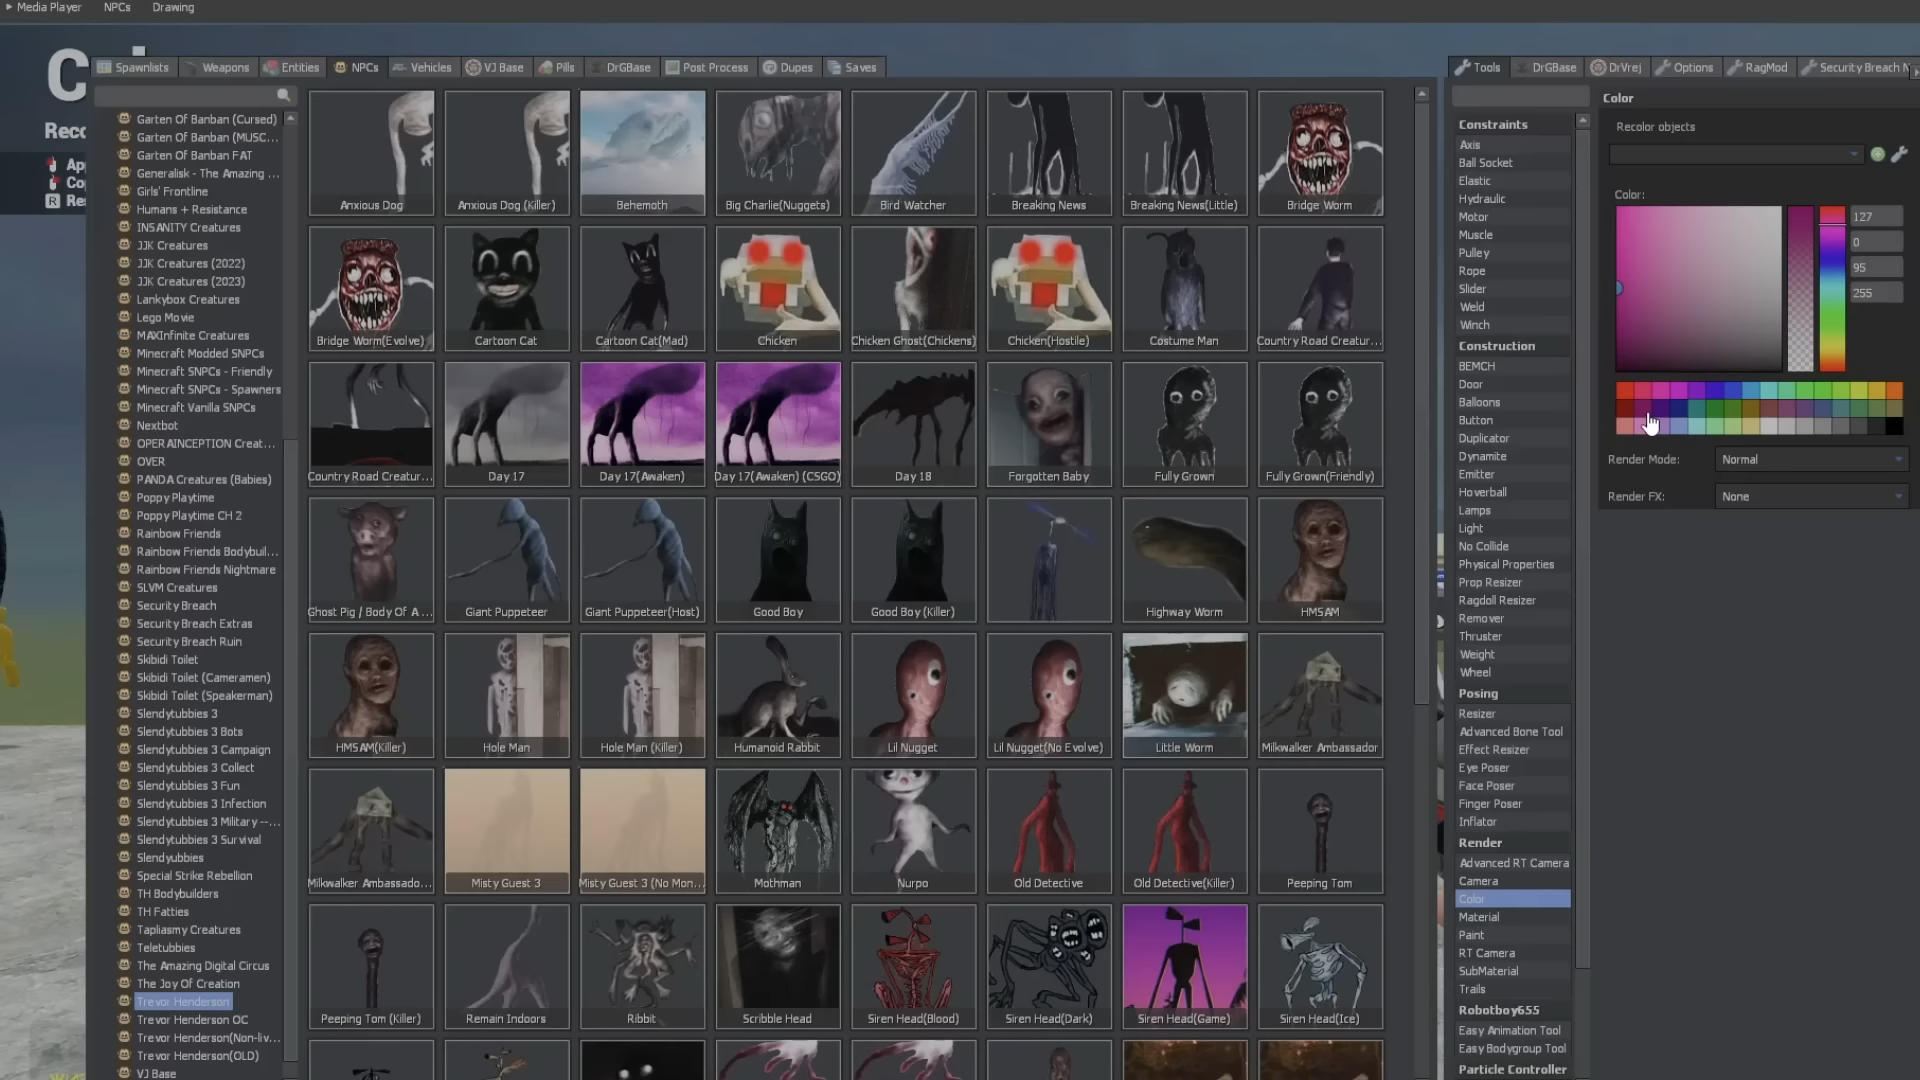 Media Player NPCs Drawing
C
Spawnlists Weapons Entities NPCs Vehicles VJ Base Pills DrGBase Post Process Dupes Saves
Garten Of Banban (Cursed)
Garten Of Banban (MUSC...
Garten Of Banban FAT
Generalisk - The Amazing ...
Girls' Frontline
Humans + Resistance
INSANITY Creatures
JJK Creatures
JJK Creatures (2022)
JJK Creatures (2023)
Lankybox Creatures
Lego Movie
MAXInfinite Creatures
Minecraft Modded SNPCs
Minecraft SNPCs - Friendly
Minecraft SNPCs - Spawners
Minecraft Vanilla SNPCs
Nextbot
OPERAINCEPTION Creat...
OVER
PANDA Creatures (Babies)
Poppy Playtime
Poppy Playtime CH 2
Rainbow Friends
Rainbow Friends Bodybuil...
Rainbow Friends Nightmare
SLVM Creatures
Security Breach
Security Breach Extras
Security Breach Ruin
Skibidi Toilet
Skibidi Toilet (Cameramen)
Skibidi Toilet (Speakerman)
Slendytubbies 3
Slendytubbies 3 Bots
Slendytubbies 3 Campaign
Slendytubbies 3 Collect
Slendytubbies 3 Fun
Slendytubbies 3 Infection
Slendytubbies 3 Military --...
Slendytubbies 3 Survival
Slendyubbies
Special Strike Rebellion
TH Bodybuilders
TH Fatties
Tapliasmy Creatures
Teletubbies
The Amazing Digital Circus
The Joy Of Creation
Trevor Henderson
Trevor Henderson OC
Trevor Henderson(Non-liv...
Trevor Henderson(OLD)
VJ Base
Anxious Dog Anxious Dog (Killer) Behemoth Big Charlie(Nuggets) Bird Watcher Breaking News Breaking News(Little) Bridge Worm
Bridge Worm(Evolve) Cartoon Cat Cartoon Cat(Mad) Chicken Chicken Ghost(Chickens) Chicken(Hostile) Costume Man Country Road Creatur...
Country Road Creatur... Day 17 Day 17(Awaken) Day 17(Awaken) (CSGO) Day 18 Forgotten Baby Fully Grown Fully Grown(Friendly)
Ghost Pig / Body Of A ... Giant Puppeteer Giant Puppeteer(Host) Good Boy Good Boy (Killer) Highway Worm HMSAM
HMSAM(Killer) Hole Man Hole Man (Killer) Humanoid Rabbit Lil Nugget Lil Nugget(No Evolve) Little Worm Milkwalker Ambassador
Milkwalker Ambassado... Misty Guest 3 Misty Guest 3 (No Mon... Mothman Nurpo Old Detective Old Detective(Killer) Peeping Tom
Peeping Tom (Killer) Remain Indoors Ribbit Scribble Head Siren Head(Blood) Siren Head(Dark) Siren Head(Game) Siren Head(Ice)
Tools DrGBase DrVrej Options RagMod Security Breach N
Constraints
Axis
Ball Socket
Elastic
Hydraulic
Motor
Muscle
Pulley
Rope
Slider
Weld
Winch
Construction
BEMCH
Door
Balloons
Button
Duplicator
Dynamite
Emitter
Hoverball
Lamps
Light
No Collide
Physical Properties
Prop Resizer
Ragdoll Resizer
Remover
Thruster
Weight
Wheel
Posing
Resizer
Advanced Bone Tool
Effect Resizer
Eye Poser
Face Poser
Finger Poser
Inflator
Render
Advanced RT Camera
Camera
Color
Material
Paint
RT Camera
SubMaterial
Trails
Robotboy655
Easy Animation Tool
Easy Bodygroup Tool
Particle Controller
Color
Recolor objects
Color:
127
0
95
255
Render Mode: Normal
Render FX: None
Reco
App
Co
R Res